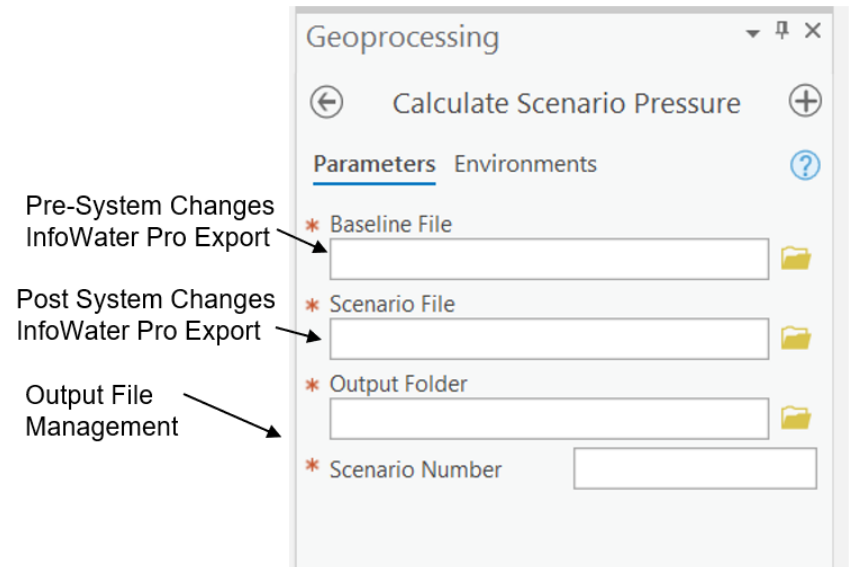 Geoprocessing
Calculate Scenario Pressure
Parameters Environments
?
Pre-System Changes
InfoWater Pro Export
* Baseline File
Post System Changes
InfoWater Pro Export
* Scenario File
Output File
Management
* Output Folder
* Scenario Number